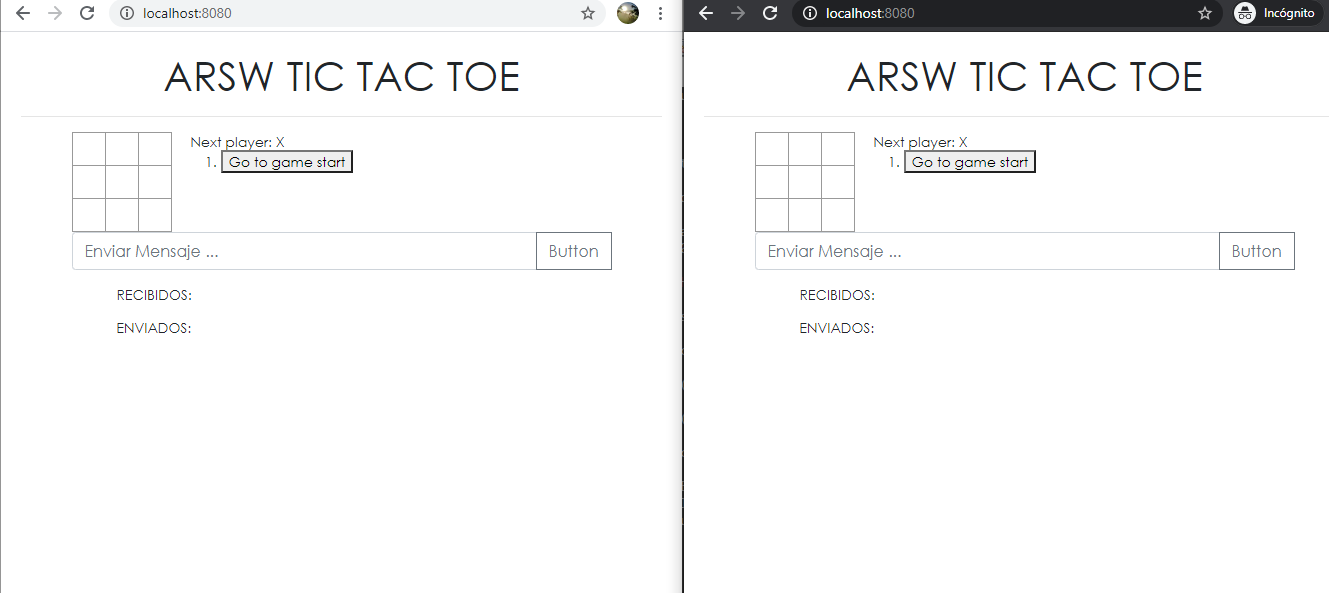 localhost:8080
ARSW TIC TAC TOE
Next player: X
1. Go to game start
Enviar Mensaje ... Button
RECIBIDOS:
ENVIADOS:
localhost:8080 Incógnito
ARSW TIC TAC TOE
Next player: X
1. Go to game start
Enviar Mensaje ... Button
RECIBIDOS:
ENVIADOS: